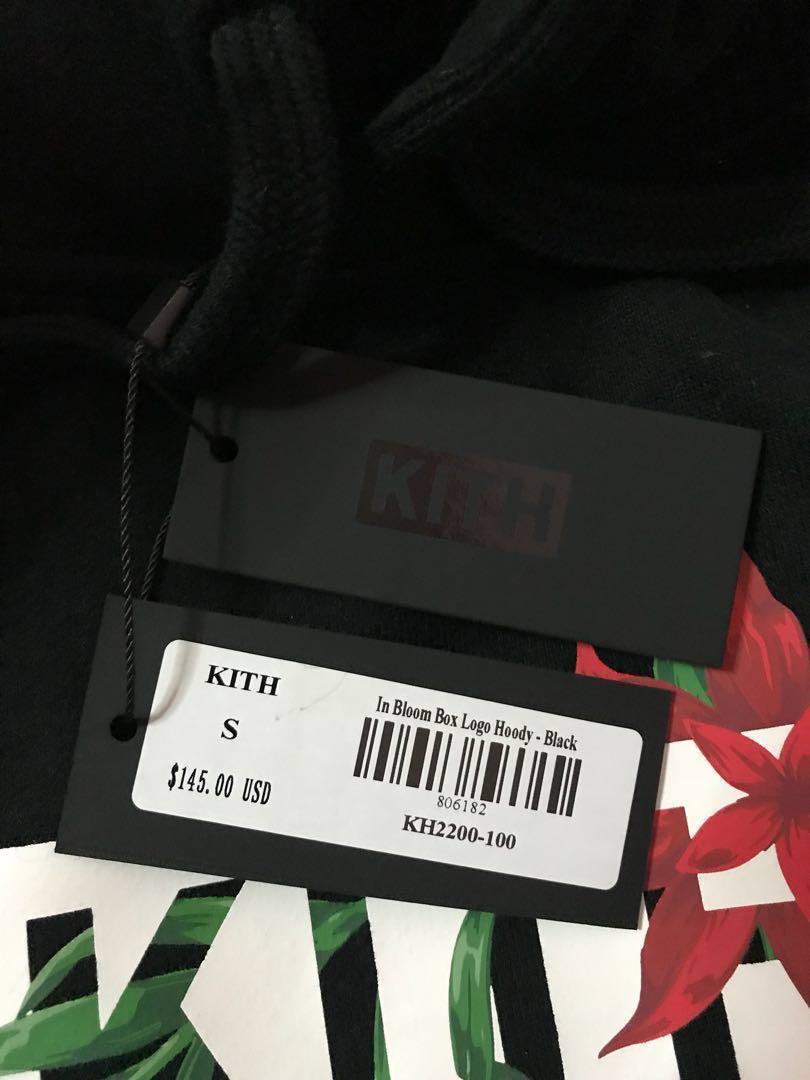 KITH
KITH
S
$145.00 USD
In Bloom Box Logo Hoody - Black
806182
KH2200-100